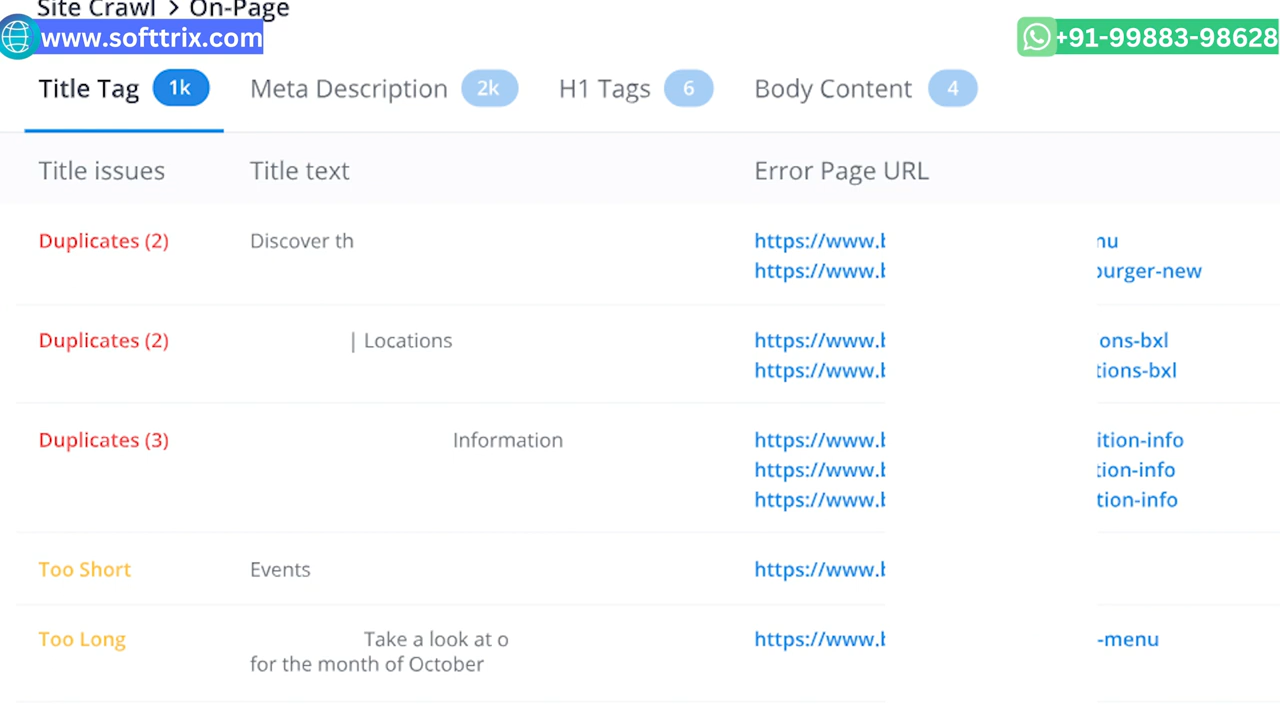 Site Crawl > On-Page
www.softtrix.com
+91-99883-98628
Title Tag 1k Meta Description 2k H1 Tags 6 Body Content 4
Title issues Title text Error Page URL
Duplicates (2) Discover th https://www.b nu
https://www.b burger-new
Duplicates (2) | Locations https://www.b ons-bxl
https://www.b tions-bxl
Duplicates (3) Information https://www.b ition-info
https://www.b tion-info
https://www.b tion-info
Too Short Events https://www.b
Too Long Take a look at o https://www.b -menu
for the month of October